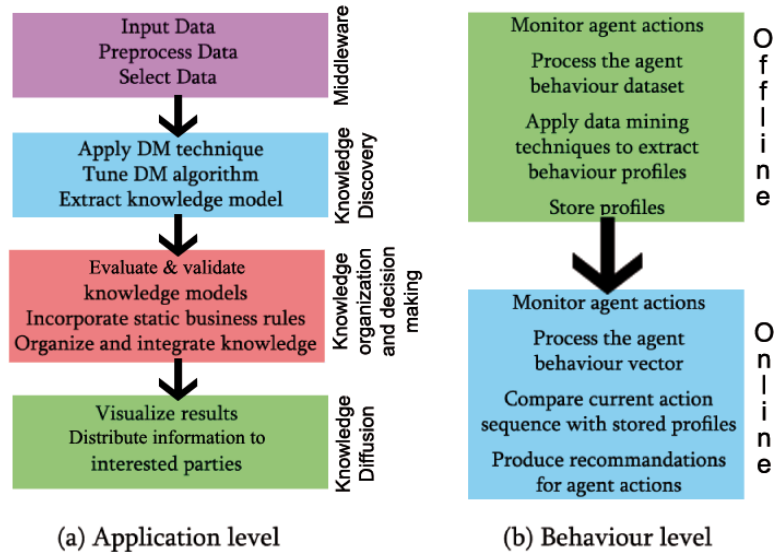 Input Data
Preprocess Data
Select Data
Middleware
Apply DM technique
Tune DM algorithm
Extract knowledge model
Knowledge
Discovery
Evaluate & validate
knowledge models
Incorporate static business rules
Organize and integrate knowledge
Knowledge
organization
and decision
making
Visualize results
Distribute information to
interested parties
Knowledge
Diffusion
(a) Application level
Monitor agent actions
Process the agent
behaviour dataset
Apply data mining
techniques to extract
behaviour profiles
Store profiles
Offline
Monitor agent actions
Process the agent
behaviour vector
Compare current action
sequence with stored profiles
Produce recommandations
for agent actions
Online
(b) Behaviour level